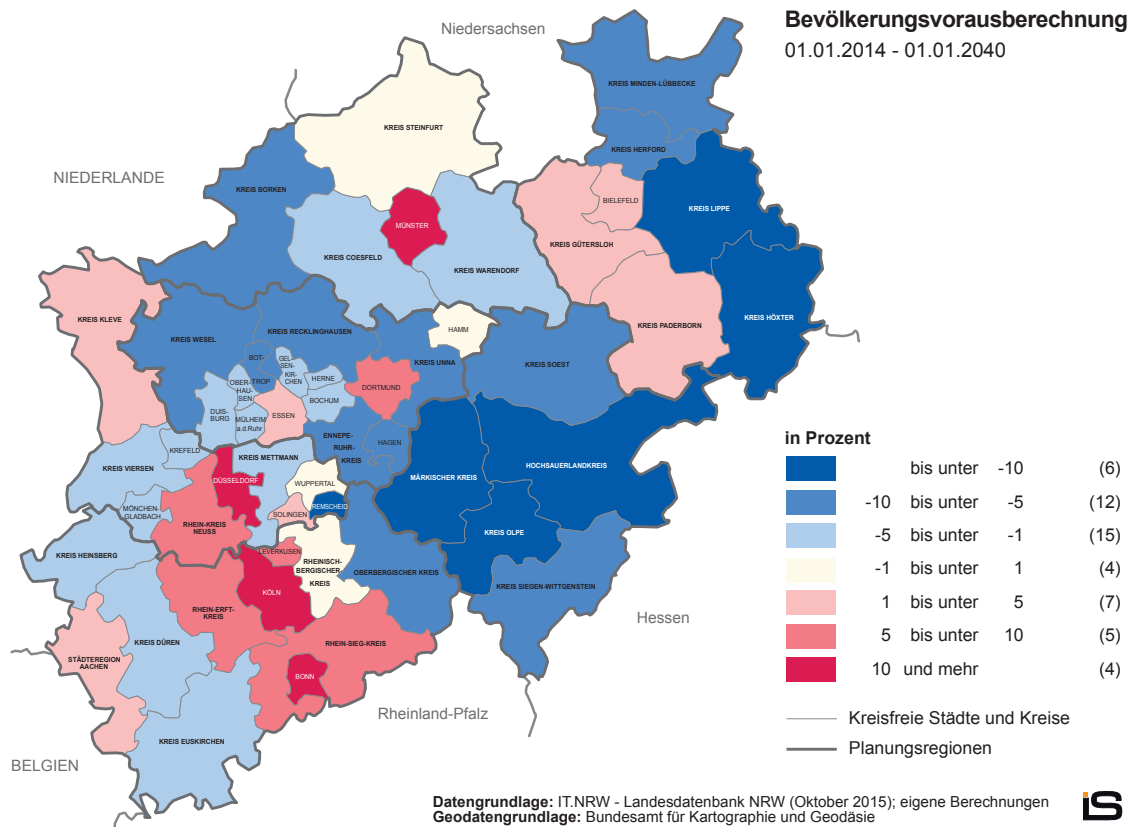 Bevölkerungsvorausberechnung
01.01.2014 - 01.01.2040
Niedersachsen
KREIS MINDEN-LÜBBECKE
KREIS STEINFURT
KREIS HERFORD
NIEDERLANDE
KREIS BORKEN
BIELEFELD
KREIS LIPPE
MÜNSTER
KREIS GÜTERSLOH
KREIS COESFELD
KREIS WARENDORF
KREIS KLEVE
KREIS HÖXTER
KREIS PADERBORN
KREIS RECKLINGHAUSEN
HAMM
KREIS WESEL
KREIS UNNA
KREIS SOEST
BOT-
TROP
GEL-
SEN-
KIR-
CHEN
HERNE
OBER-
HAU-
SEN
DORTMUND
BOCHUM
DUIS-
BURG
MÜLHEIM
a.d.Ruhr
ESSEN
ENNEPE-
RUHR-
KREIS
HAGEN
KREFELD
KREIS VIERSEN
KREIS METTMANN
HOCHSAUERLANDKREIS
MÄRKISCHER KREIS
DÜSSELDORF
WUPPERTAL
MÖNCHEN-
GLADBACH
SOLINGEN
REMSCHEID
RHEIN-KREIS
NEUSS
KREIS OLPE
KREIS HEINSBERG
LEVERKUSEN
RHEINISCH-
BERGISCHER-
KREIS
OBERBERGISCHER KREIS
KREIS SIEGEN-WITTGENSTEIN
KÖLN
RHEIN-ERFT-
KREIS
Hessen
KREIS DÜREN
RHEIN-SIEG-KREIS
STÄDTEREGION
AACHEN
BONN
Rheinland-Pfalz
KREIS EUSKIRCHEN
BELGIEN
in Prozent
bis unter -10 (6)
-10 bis unter -5 (12)
-5 bis unter -1 (15)
-1 bis unter 1 (4)
1 bis unter 5 (7)
5 bis unter 10 (5)
10 und mehr (4)
Kreisfreie Städte und Kreise
Planungsregionen
Datengrundlage: IT.NRW - Landesdatenbank NRW (Oktober 2015); eigene Berechnungen
Geodatengrundlage: Bundesamt für Kartographie und Geodäsie
iS